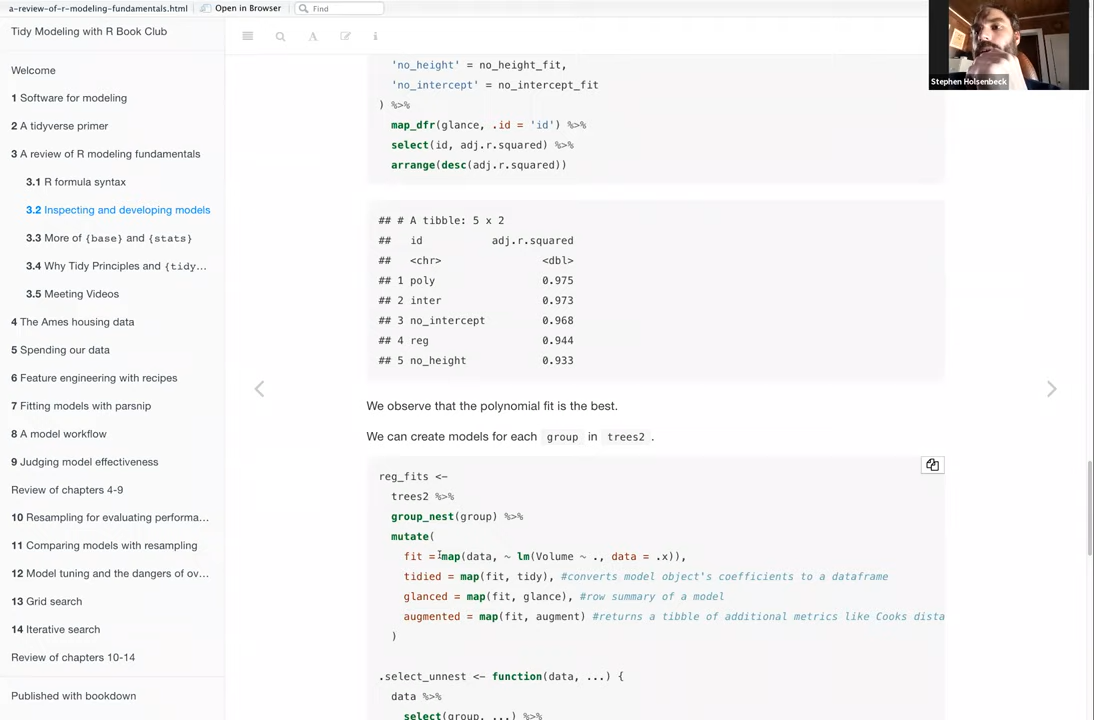 a-review-of-r-modeling-fundamentals.html
Open in Browser
Find
Stephen Holsenbeck
Tidy Modeling with R Book Club
Welcome
1 Software for modeling
2 A tidyverse primer
3 A review of R modeling fundamentals
3.1 R formula syntax
3.2 Inspecting and developing models
3.3 More of {base} and {stats}
3.4 Why Tidy Principles and {tidy...
3.5 Meeting Videos
4 The Ames housing data
5 Spending our data
6 Feature engineering with recipes
7 Fitting models with parsnip
8 A model workflow
9 Judging model effectiveness
Review of chapters 4-9
10 Resampling for evaluating performa...
11 Comparing models with resampling
12 Model tuning and the dangers of ov...
13 Grid search
14 Iterative search
Review of chapters 10-14
Published with bookdown
'no_height' = no_height_fit,
'no_intercept' = no_intercept_fit
) %>%
map_dfr(glance, .id = 'id') %>%
select(id, adj.r.squared) %>%
arrange(desc(adj.r.squared))
## # A tibble: 5 x 2
## id adj.r.squared
## <chr> <dbl>
## 1 poly 0.975
## 2 inter 0.973
## 3 no_intercept 0.968
## 4 reg 0.944
## 5 no_height 0.933
We observe that the polynomial fit is the best.
We can create models for each group in trees2 .
reg_fits <-
trees2 %>%
group_nest(group) %>%
mutate(
fit = map(data, ~ lm(Volume ~ ., data = .x)),
tidied = map(fit, tidy), #converts model object's coefficients to a dataframe
glanced = map(fit, glance), #row summary of a model
augmented = map(fit, augment) #returns a tibble of additional metrics like Cooks dista
)
.select_unnest <- function(data, ...) {
data %>%
select(group, ...) %>%